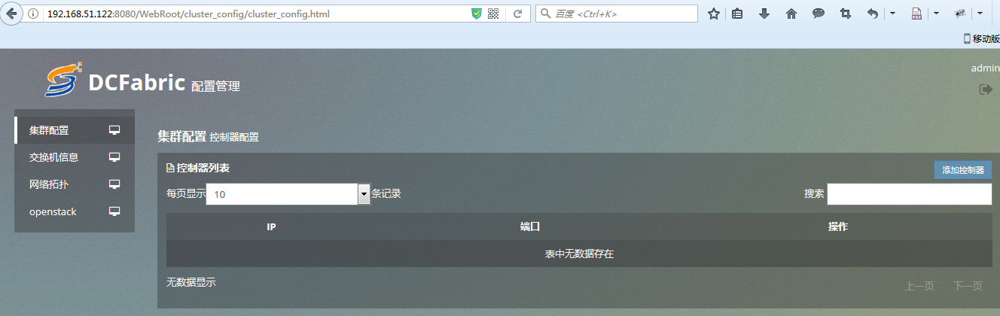 192.168.51.122:8080/WebRoot/cluster_config/cluster_config.html
百度 <Ctrl+K>
移动版
DCFabric 配置管理
admin
集群配置
交换机信息
网络拓扑
openstack
集群配置 控制器配置
控制器列表
添加控制器
每页显示 10 条记录
搜索
IP 端口 操作
表中无数据存在
无数据显示
上一页 下一页